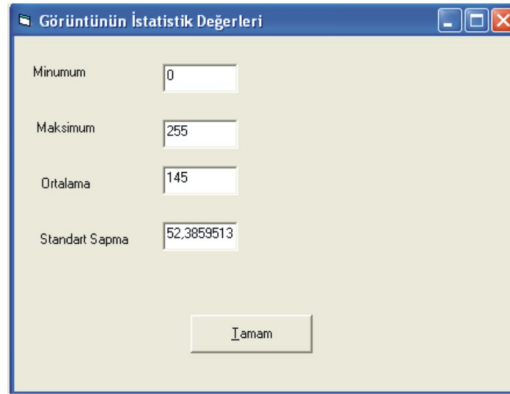 Görüntünün İstatistik Değerleri
Minumum 0
Maksimum 255
Ortalama 145
Standart Sapma 52,3859513
Tamam